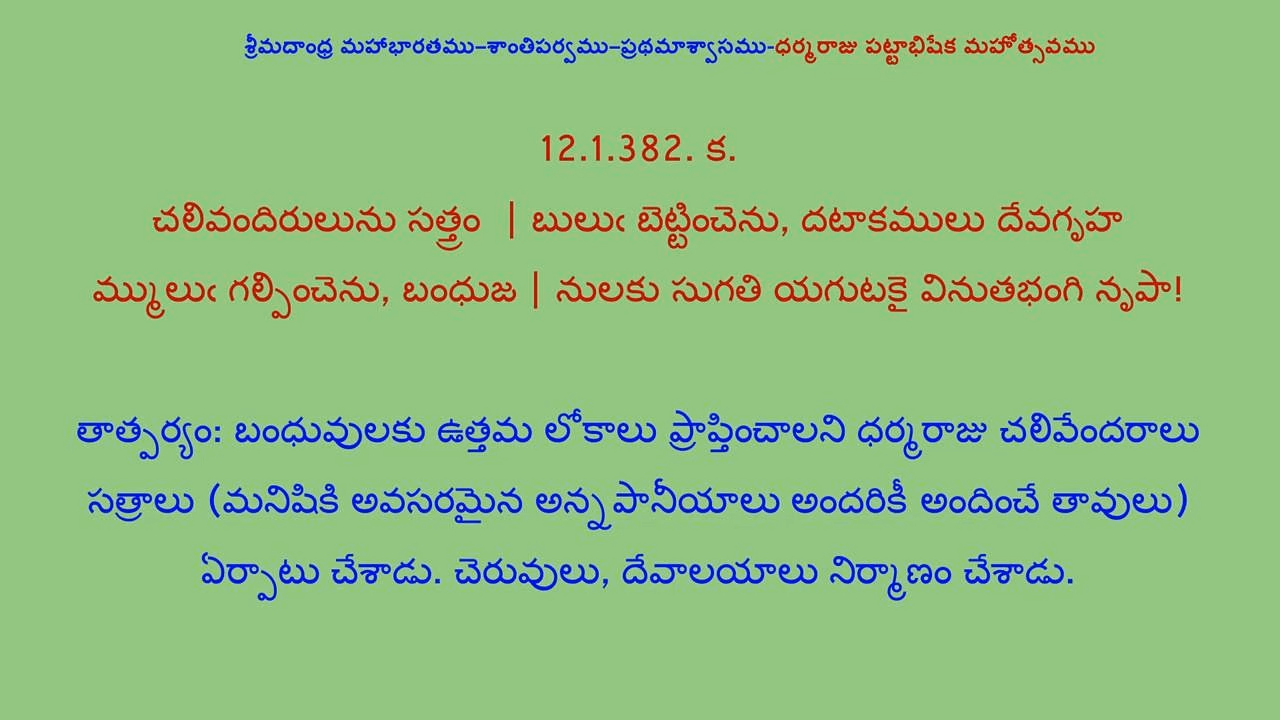 శ్రీమదాంధ్ర మహాభారతము–శాంతిపర్వము–ప్రథమాశ్వాసము-ధర్మరాజు పట్టాభిషేక మహోత్సవము
12.1.382. క.
చలివందిరులును సత్త్రం | బులుఁ బెట్టించెను, దటాకములు దేవగృహ
మ్ములుఁ గల్పించెను, బంధుజ | నులకు సుగతి యగుటకై వినుతభంగి నృపా!
తాత్పర్యం: బంధువులకు ఉత్తమ లోకాలు ప్రాప్తించాలని ధర్మరాజు చలివేందరాలు
సత్రాలు (మనిషికి అవసరమైన అన్నపానీయాలు అందరికీ అందించే తావులు)
ఏర్పాటు చేశాడు. చెరువులు, దేవాలయాలు నిర్మాణం చేశాడు.